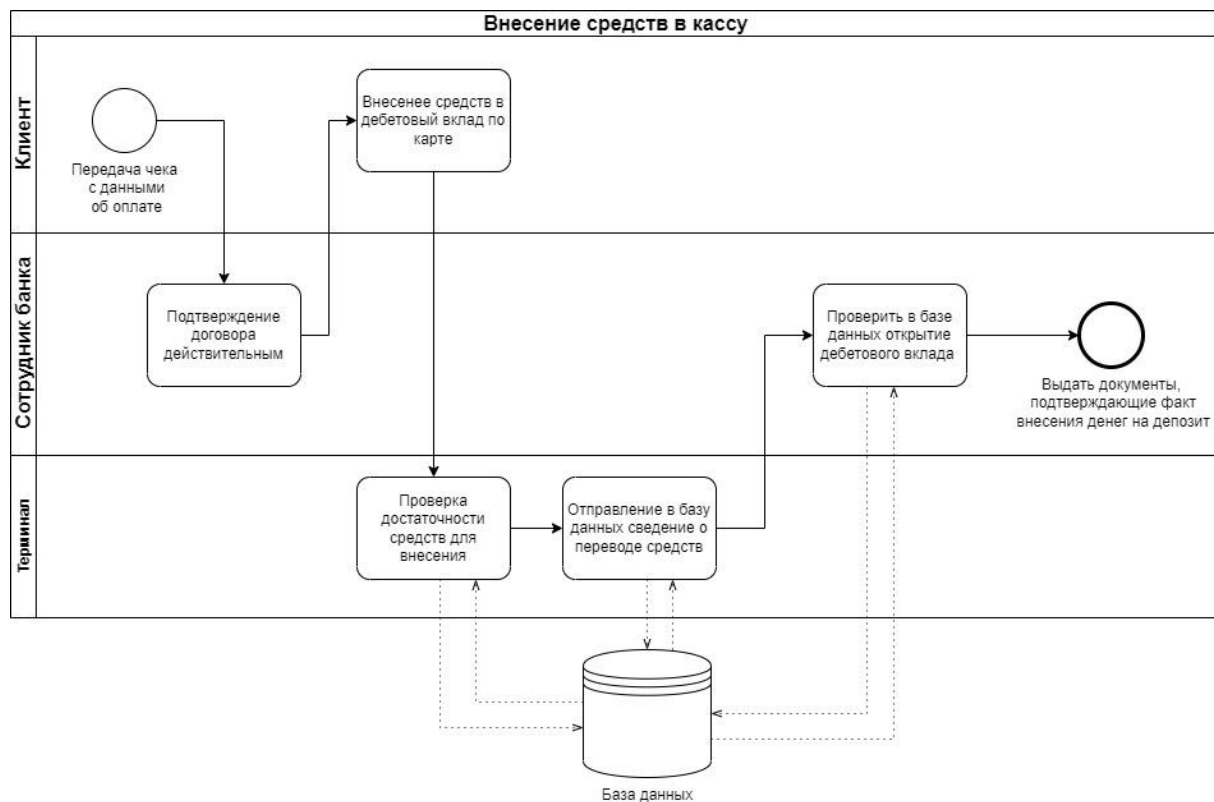 Внесение средств в кассу
Клиент
Передача чека
с данными
об оплате
Внесенее средств в
дебетовый вклад по
карте
Сотрудник банка
Подтверждение
договора
действительным
Проверить в базе
данных открытие
дебетового вклада
Выдать документы,
подтверждающие факт
внесения денег на депозит
Терминал
Проверка
достаточности
средств для
внесения
Отправление в базу
данных сведение о
переводе средств
База данных